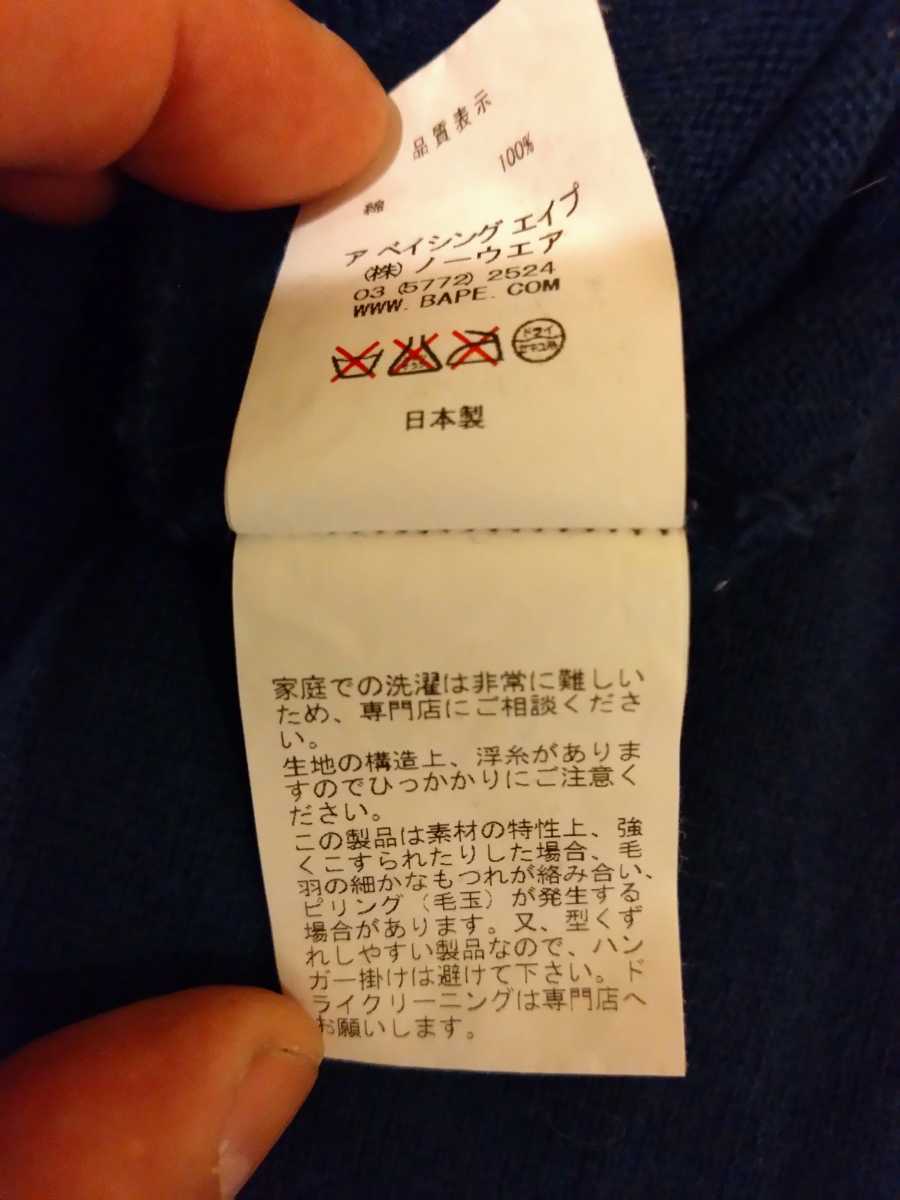 品質表示
綿 100%
ア ベイシング エイプ
(株) ノーウエア
03 (5772) 2524
WWW. BAPE. COM
ドライ
セキユ系
日本製
家庭での洗濯は非常に難しい
ため、専門店にご相談くださ
い。
生地の構造上、浮糸がありま
すのでひっかかりにご注意く
ださい。
この製品は素材の特性上、強
くこすられたりした場合、毛
羽の細かなもつれが絡み合い、
ピリング（毛玉）が発生する
場合があります。又、型くず
れしやすい製品なので、ハン
ガー掛けは避けて下さい。ド
ライクリーニングは専門店へ
お願いします。